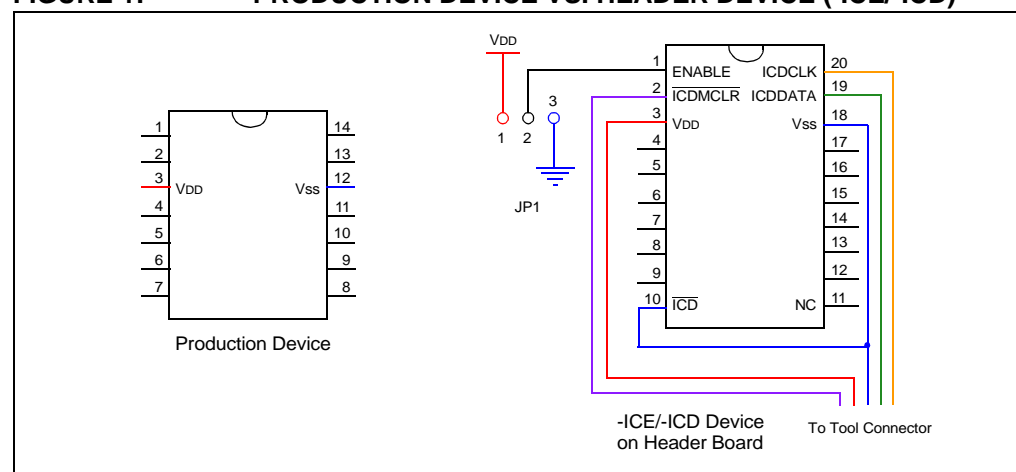 PRODUCTION DEVICE VS. HEADER DEVICE (-ICE/-ICD)
1
2
3 VDD
4
5
6
7
14
13
VSS 12
11
10
9
8
Production Device
VDD
1
2
3
JP1
1 ENABLE
2 ICDMCLR
3 VDD
4
5
6
7
8
9
10 ICD
ICDCLK 20
ICDDATA 19
VSS 18
17
16
15
14
13
12
NC 11
-ICE/-ICD Device
on Header Board
To Tool Connector